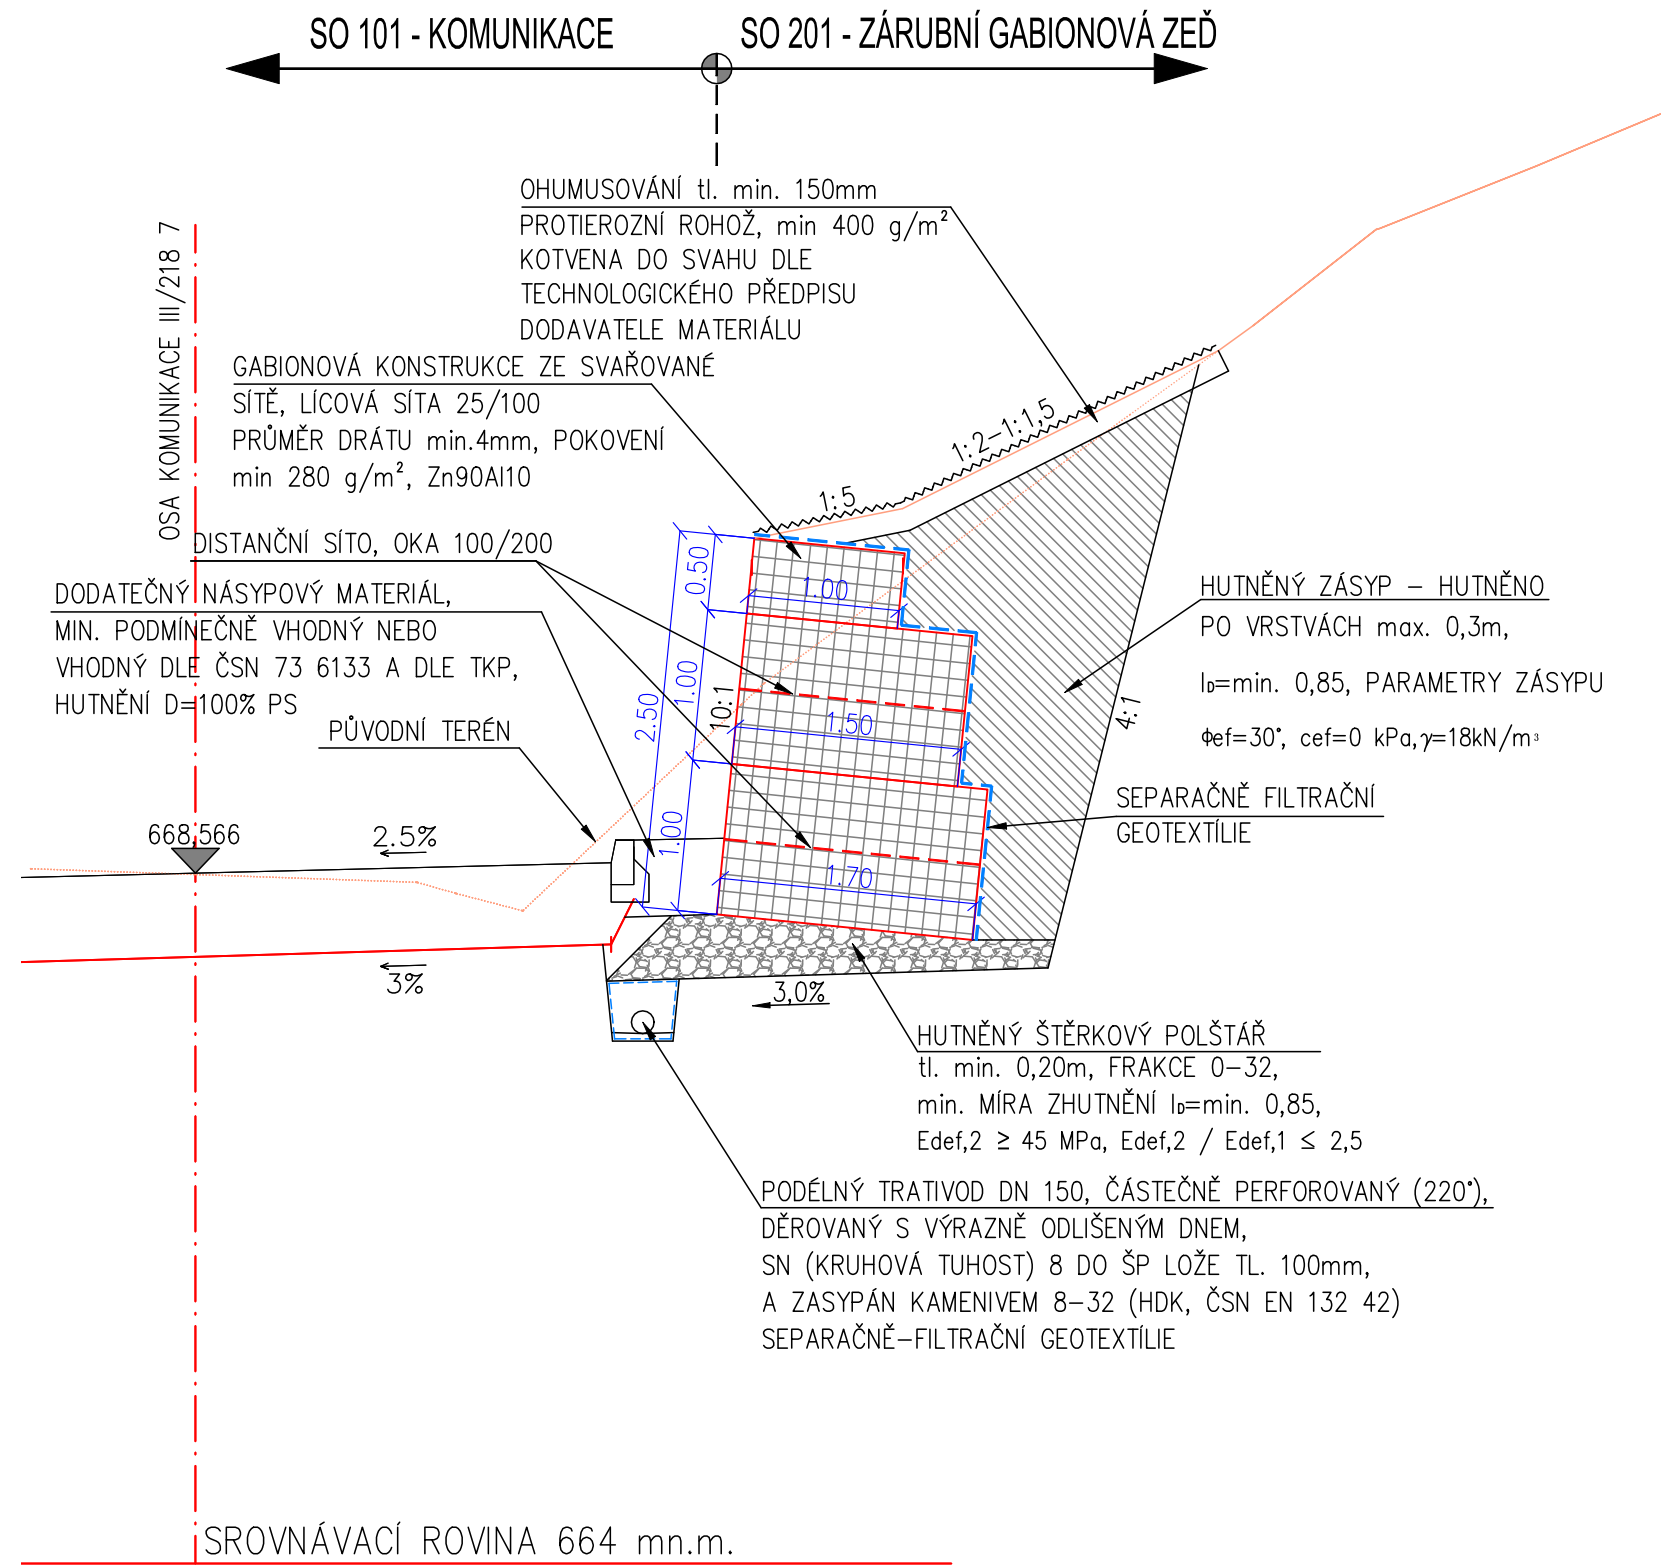 SO 101 - KOMUNIKACE
SO 201 - ZÁRUBNÍ GABIONOVÁ ZEĎ
OHUMUSOVÁNÍ tl. min. 150mm
PROTIEROZNÍ ROHOŽ, min 400 g/m²
KOTVENA DO SVAHU DLE
TECHNOLOGICKÉHO PŘEDPISU
DODAVATELE MATERIÁLU
OSA KOMUNIKACE III/218 7
GABIONOVÁ KONSTRUKCE ZE SVAŘOVANÉ
SÍTĚ, LÍCOVÁ SÍTA 25/100
PRŮMĚR DRÁTU min.4mm, POKOVENÍ
min 280 g/m², Zn90Al10
1:2-1:1,5
1:5
DISTANČNÍ SÍTO, OKA 100/200
DODATEČNÝ NÁSYPOVÝ MATERIÁL,
MIN. PODMÍNEČNĚ VHODNÝ NEBO
VHODNÝ DLE ČSN 73 6133 A DLE TKP,
HUTNĚNÍ D=100% PS
PŮVODNÍ TERÉN
0.50
1.00
1.00
2.50
10:1
1.50
1.00
1.70
4:1
HUTNĚNÝ ZÁSYP – HUTNĚNO
PO VRSTVÁCH max. 0,3m,
ID=min. 0,85, PARAMETRY ZÁSYPU
φef=30°, cef=0 kPa,γ=18kN/m³
SEPARAČNĚ FILTRAČNÍ
GEOTEXTÍLIE
668,566
2.5%
3%
3,0%
HUTNĚNÝ ŠTĚRKOVÝ POLŠTÁŘ
tl. min. 0,20m, FRAKCE 0-32,
min. MÍRA ZHUTNĚNÍ ID=min. 0,85,
Edef,2 ≥ 45 MPa, Edef,2 / Edef,1 ≤ 2,5
PODÉLNÝ TRATIVOD DN 150, ČÁSTEČNĚ PERFOROVANÝ (220°),
DĚROVANÝ S VÝRAZNĚ ODLIŠENÝM DNEM,
SN (KRUHOVÁ TUHOST) 8 DO ŠP LOŽE TL. 100mm,
A ZASYPÁN KAMENIVEM 8-32 (HDK, ČSN EN 132 42)
SEPARAČNĚ-FILTRAČNÍ GEOTEXTÍLIE
SROVNÁVACÍ ROVINA 664 mn.m.